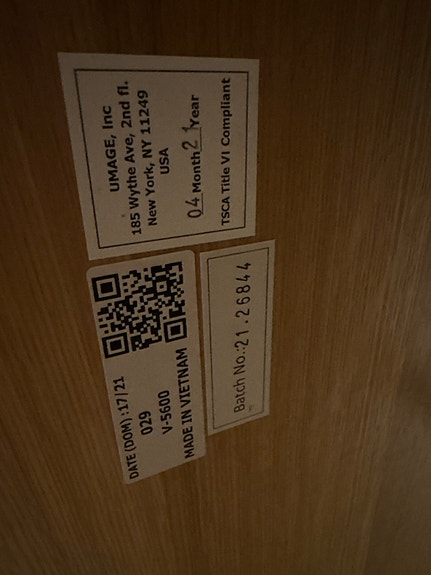 UMAGE, Inc
185 Wythe Ave, 2nd fl.
New York, NY 11249
USA
04 Month 21 Year
TSCA Title VI Compliant
DATE (DOM) :17/21
029
V-5600
MADE IN VIETNAM
Batch No.:21.26844